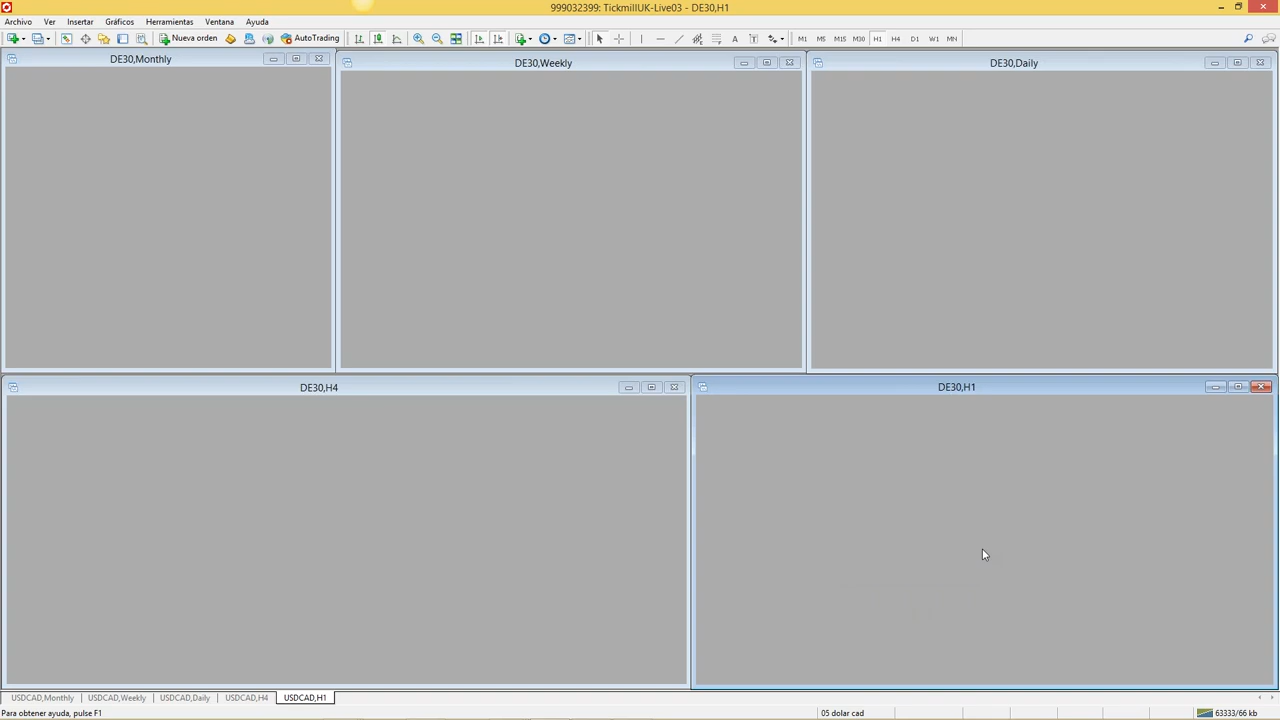 999032399: TickmillUK-Live03 - DE30,H1
Archivo Ver Insertar Gráficos Herramientas Ventana Ayuda
Nueva orden AutoTrading A T M1 M5 M15 M30 H1 H4 D1 W1 MN
DE30,Monthly
DE30,Weekly
DE30,Daily
DE30,H4
DE30,H1
USDCAD,Monthly USDCAD,Weekly USDCAD,Daily USDCAD,H4 USDCAD,H1
Para obtener ayuda, pulse F1 05 dolar cad 63333/66 kb